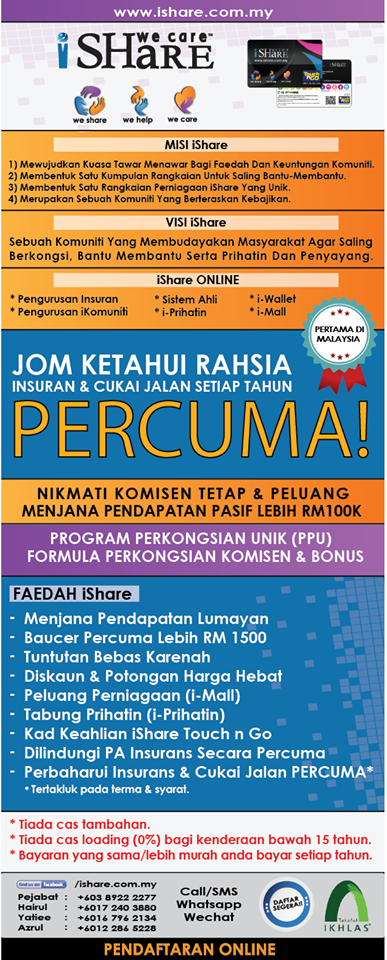 www.ishare.com.my
we care™
iSHaRE
we share we help we care
MISI iShare
1) Mewujudkan Kuasa Tawar Menawar Bagi Faedah Dan Keuntungan Komuniti.
2) Membentuk Satu Kumpulan Rangkaian Untuk Saling Bantu-Membantu.
3) Membentuk Satu Rangkaian Perniagaan iShare Yang Unik.
4) Merupakan Sebuah Komuniti Yang Berteraskan Kebajikan.
VISI iShare
Sebuah Komuniti Yang Membudayakan Masyarakat Agar Saling
Berkongsi, Bantu Membantu Serta Prihatin Dan Penyayang.
iShare ONLINE
* Pengurusan Insuran * Sistem Ahli * i-Wallet
* Pengurusan iKomuniti * i-Prihatin * i-Mall
PERTAMA DI
MALAYSIA
JOM KETAHUI RAHSIA
INSURAN & CUKAI JALAN SETIAP TAHUN
PERCUMA!
NIKMATI KOMISEN TETAP & PELUANG
MENJANA PENDAPATAN PASIF LEBIH RM100K
PROGRAM PERKONGSIAN UNIK (PPU)
FORMULA PERKONGSIAN KOMISEN & BONUS
FAEDAH iShare
- Menjana Pendapatan Lumayan
- Baucer Percuma Lebih RM 1500
- Tuntutan Bebas Karenah
- Diskaun & Potongan Harga Hebat
- Peluang Perniagaan (i-Mall)
- Tabung Prihatin (i-Prihatin)
- Kad Keahlian iShare Touch n Go
- Dilindungi PA Insurans Secara Percuma
- Perbaharui Insurans & Cukai Jalan PERCUMA*
* Tertakluk pada terma & syarat.
* Tiada cas tambahan.
* Tiada cas loading (0%) bagi kenderaan bawah 15 tahun.
* Bayaran yang sama/lebih murah anda bayar setiap tahun.
find us on facebook /ishare.com.my
Pejabat : +603 8922 2277
Hairul : +6017 240 3880
Yatiee : +6016 796 2134
Azrul : +6012 286 5228
Call/SMS
Whatsapp
Wechat
DAFTAR
SEGERA!!
Takaful
IKHLAS
PENDAFTARAN ONLINE